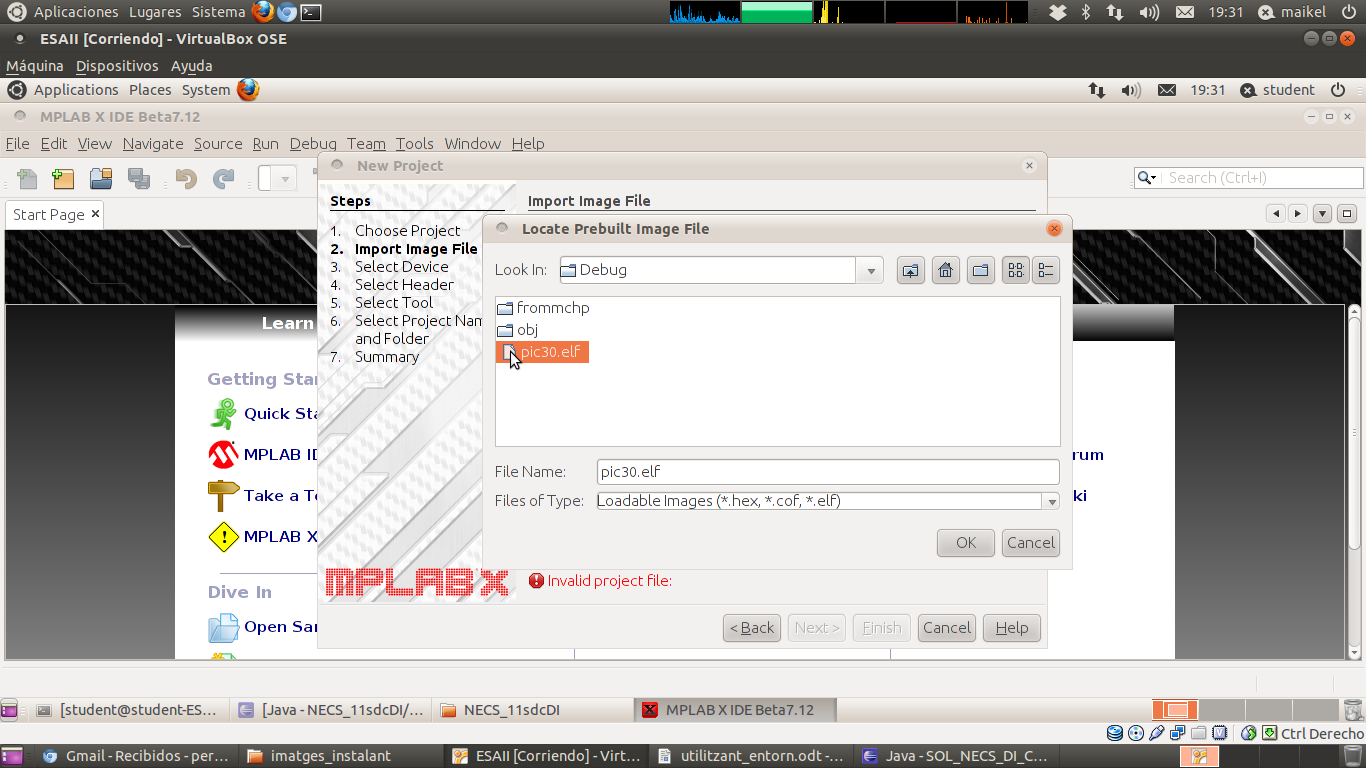 Aplicaciones Lugares Sistema 19:31 maikel
ESAII [Corriendo] - VirtualBox OSE
Máquina Dispositivos Ayuda
Applications Places System 19:31 student
MPLAB X IDE Beta7.12
File Edit View Navigate Source Run Debug Team Tools Window Help
New Project
Search (Ctrl+I)
Start Page
Steps
1. Choose Project
2. Import Image File
3. Select Device
4. Select Header
5. Select Tool
6. Select Project Nam
and Folder
7. Summary
MPLAB X
Import Image File
Locate Prebuilt Image File
Look In: Debug
frommchp
obj
pic30.elf
File Name: pic30.elf
Files of Type: Loadable Images (*.hex, *.cof, *.elf)
OK Cancel
Invalid project file:
< Back Next > Finish Cancel Help
Learn
Getting Sta
Quick Sta
MPLAB ID
Take a To
MPLAB X
Dive In
Open Sar
rum
ki
[student@student-ES... [Java - NECS_11sdcDI/... NECS_11sdcDI MPLAB X IDE Beta7.12
Ctrl Derecho
Gmail - Recibidos - per... imatges_instalant ESAII [Corriendo] - Virt... utilitzant_entorn.odt -... Java - SOL_NECS_DI_C...